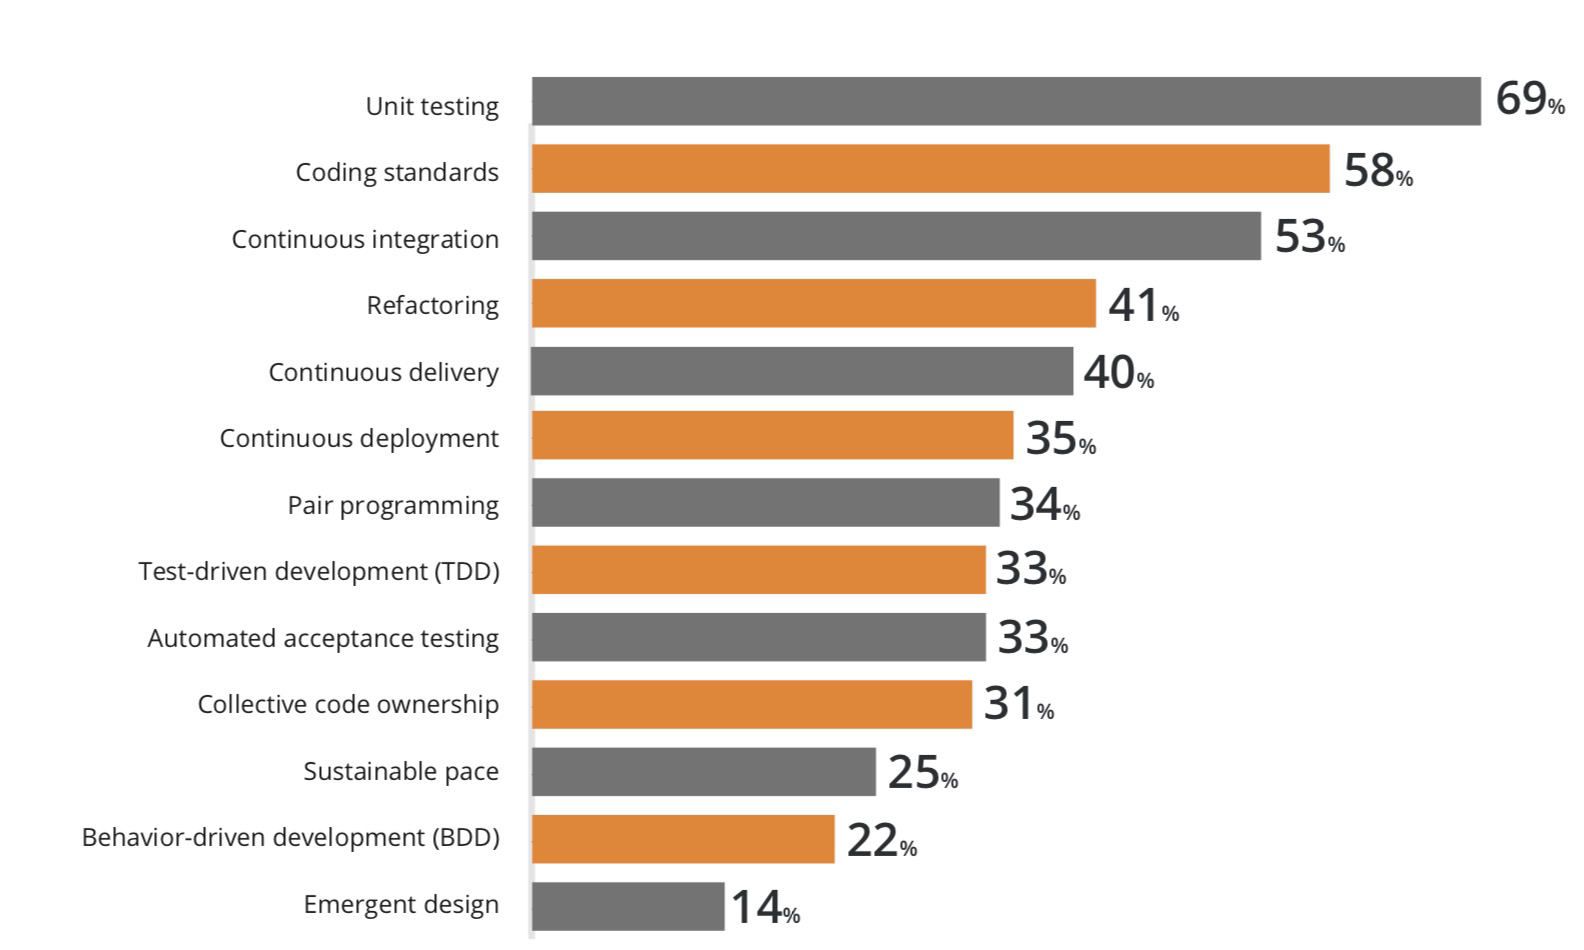 Unit testing 69%
Coding standards 58%
Continuous integration 53%
Refactoring 41%
Continuous delivery 40%
Continuous deployment 35%
Pair programming 34%
Test-driven development (TDD) 33%
Automated acceptance testing 33%
Collective code ownership 31%
Sustainable pace 25%
Behavior-driven development (BDD) 22%
Emergent design 14%